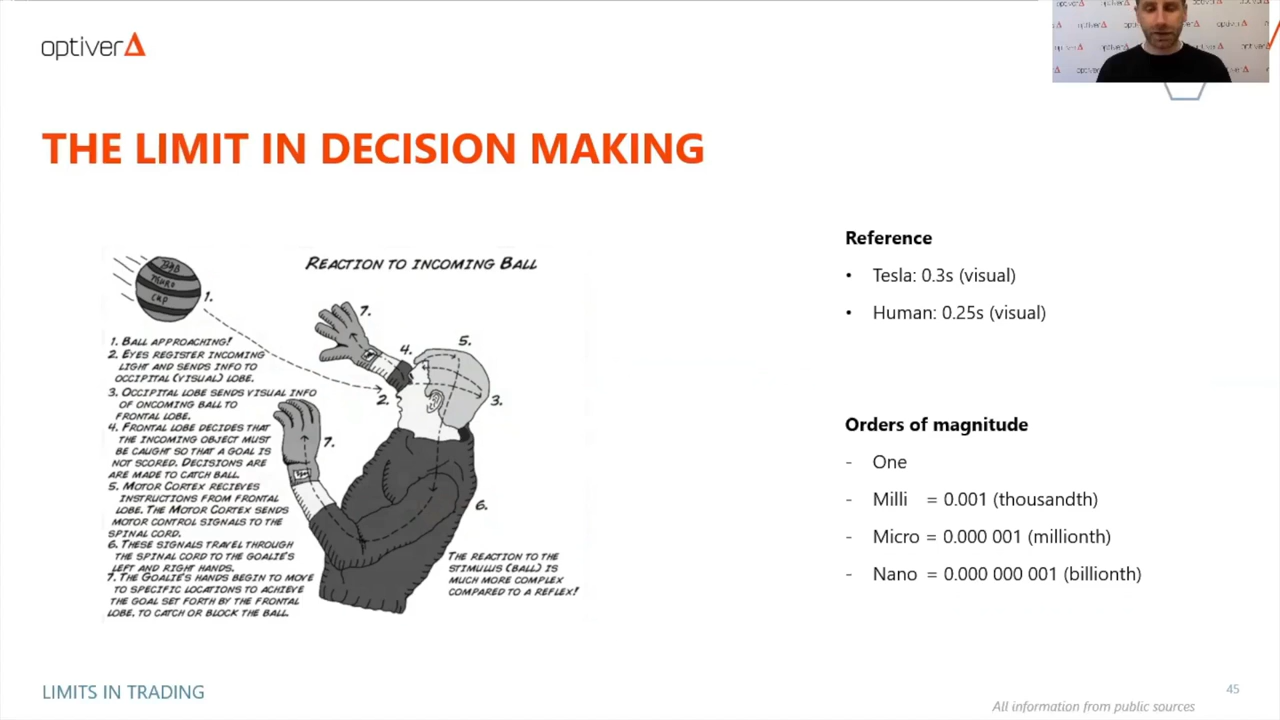 optiver
THE LIMIT IN DECISION MAKING
REACTION TO INCOMING BALL
1.
1. BALL APPROACHING!
2. EYES REGISTER INCOMING
LIGHT AND SENDS INFO TO
OCCIPITAL (VISUAL) LOBE.
3. OCCIPITAL LOBE SENDS VISUAL INFO
OF ONCOMING BALL TO
FRONTAL LOBE.
4. FRONTAL LOBE DECIDES THAT
THE INCOMING OBJECT MUST
BE CAUGHT SO THAT A GOAL IS
NOT SCORED. DECISIONS ARE
ARE MADE TO CATCH BALL.
5. MOTOR CORTEX RECIEVES
INSTRUCTIONS FROM FRONTAL
LOBE. THE MOTOR CORTEX SENDS
MOTOR CONTROL SIGNALS TO THE
SPINAL CORD.
6. THESE SIGNALS TRAVEL THROUGH
THE SPINAL CORD TO THE GOALIE'S
LEFT AND RIGHT HANDS.
7. THE GOALIE'S HANDS BEGIN TO MOVE
TO SPECIFIC LOCATIONS TO ACHIEVE
THE GOAL SET FORTH BY THE FRONTAL
LOBE, TO CATCH OR BLOCK THE BALL.
7.
4.
5.
2.
3.
7.
6.
THE REACTION TO THE
STIMULUS (BALL) IS
MUCH MORE COMPLEX
COMPARED TO A REFLEX!
Reference
• Tesla: 0.3s (visual)
• Human: 0.25s (visual)
Orders of magnitude
- One
- Milli = 0.001 (thousandth)
- Micro = 0.000 001 (millionth)
- Nano = 0.000 000 001 (billionth)
LIMITS IN TRADING
45
All information from public sources